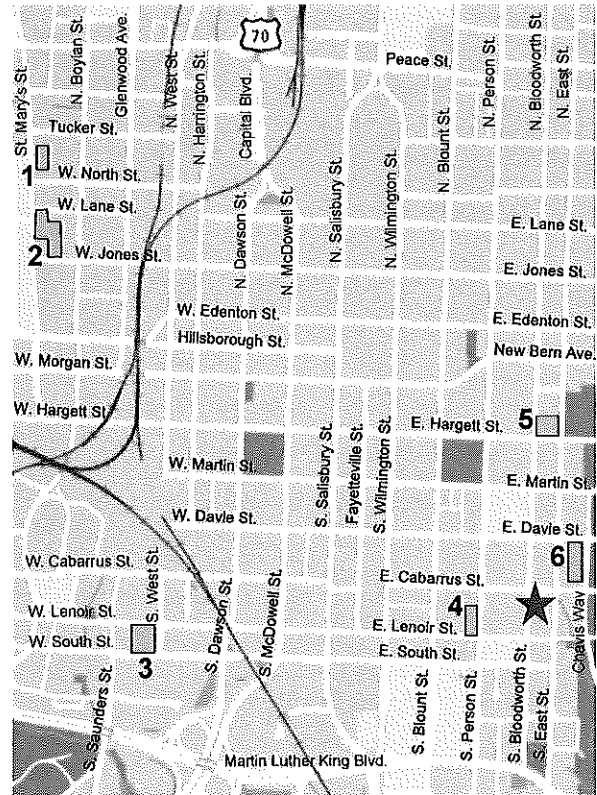 St. Mary's St.
N. Boylan St.
Glenwood Ave.
N. West St.
N. Harrington St.
Capital Blvd.
70
Peace St.
N. Blount St.
N. Person St.
N. Bloodworth St.
N. East St.
Tucker St.
1
W. North St.
W. Lane St.
2
W. Jones St.
N. Dawson St.
N. McDowell St.
N. Salisbury St.
N. Wilmington St.
E. Lane St.
E. Jones St.
W. Edenton St.
E. Edenton St.
Hillsborough St.
New Bern Ave.
W. Morgan St.
W. Hargett St.
E. Hargett St.
5
W. Martin St.
S. Salisbury St.
Fayetteville St.
S. Wilmington St.
E. Martin St.
W. Davie St.
E. Davie St.
6
W. Cabarrus St.
S. West St.
E. Cabarrus St.
W. Lenoir St.
4
E. Lenoir St.
W. South St.
3
S. Dawson St.
S. McDowell St.
E. South St.
Chavis Way
S. Saunders St.
S. Blount St.
S. Person St.
S. Bloodworth St.
S. East St.
Martin Luther King Blvd.